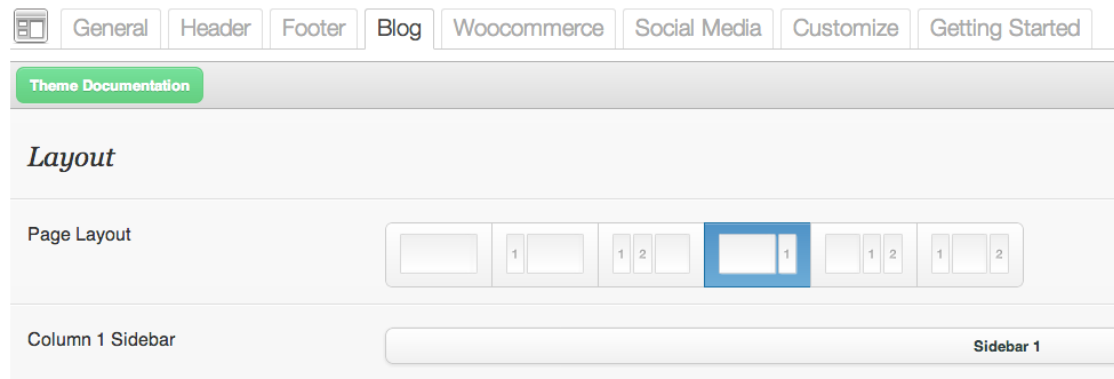 General Header Footer Blog Woocommerce Social Media Customize Getting Started
Theme Documentation
Layout
Page Layout
1 1 2 1 1 2 1 2
Column 1 Sidebar Sidebar 1